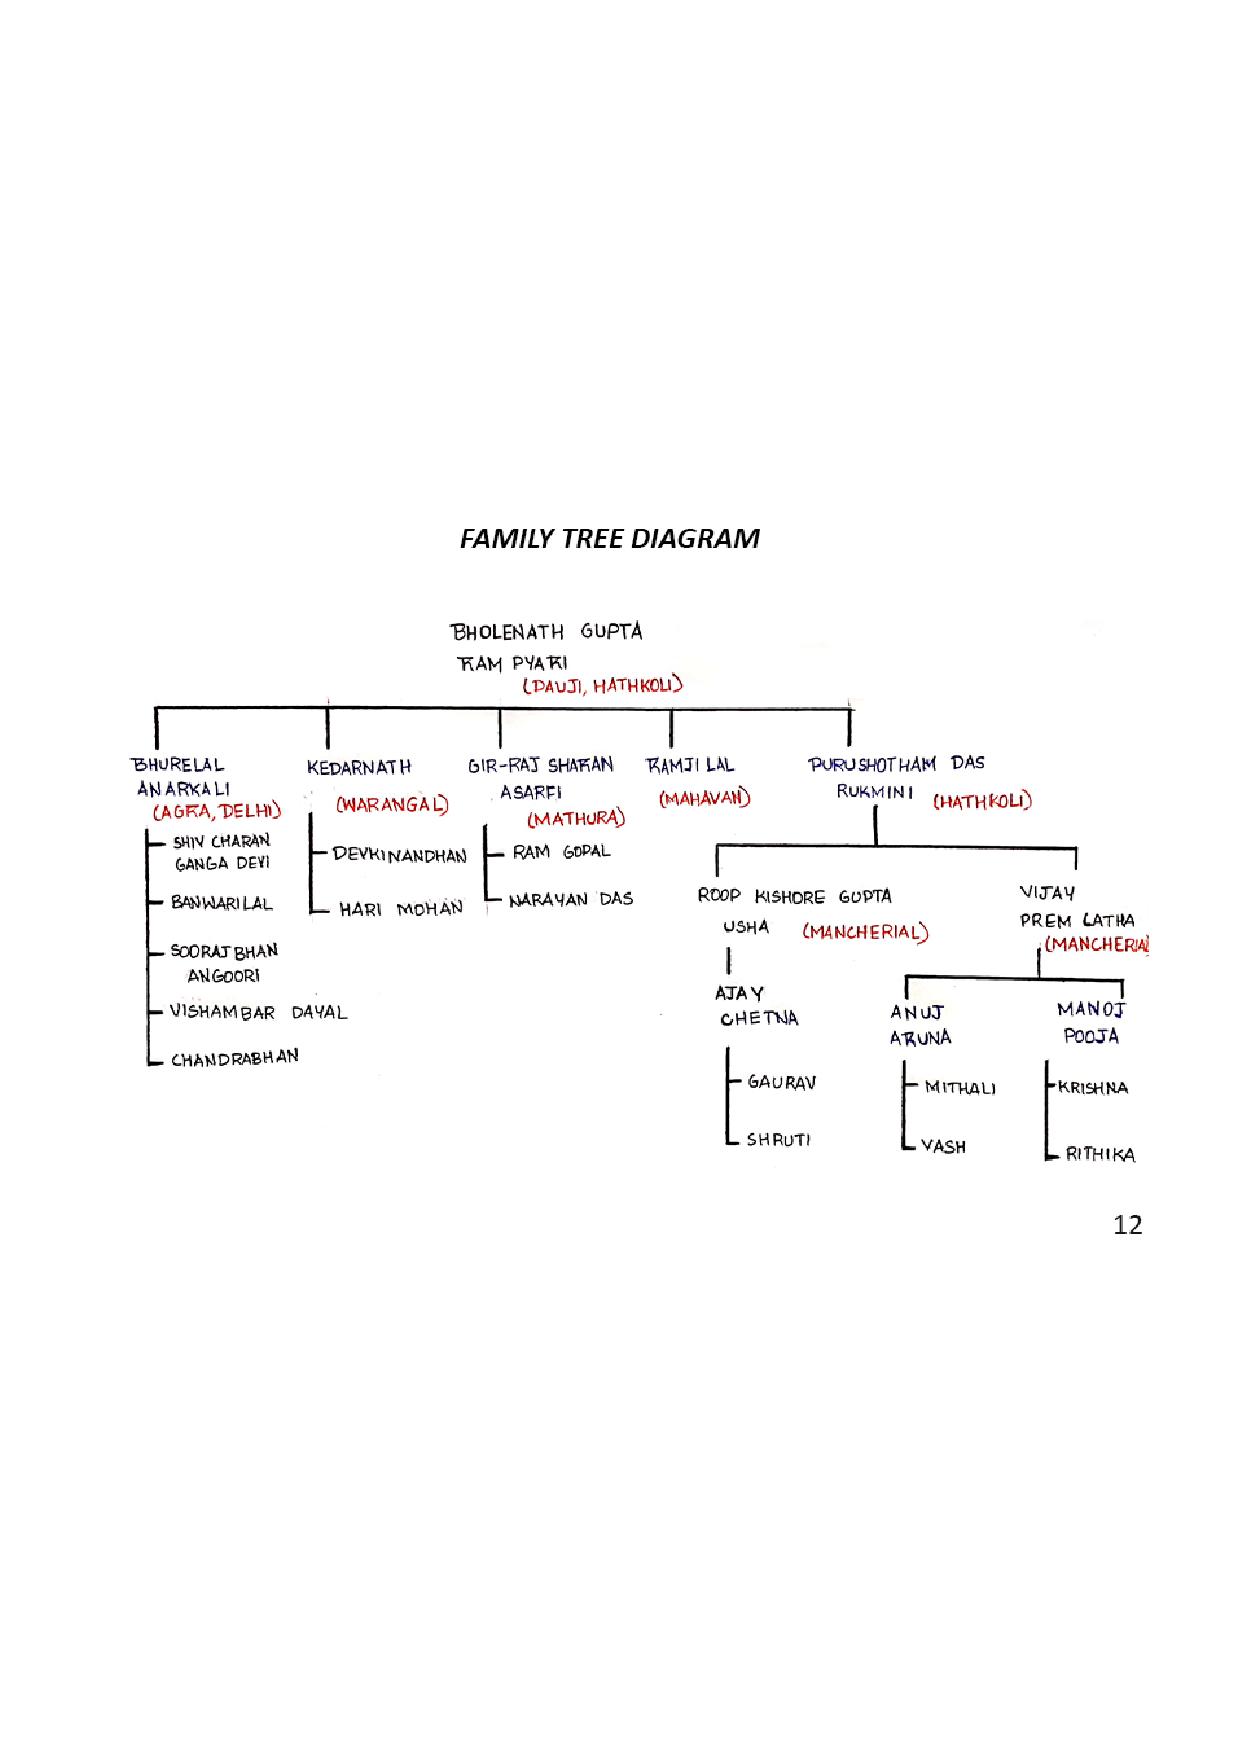 FAMILY TREE DIAGRAM
BHOLENATH GUPTA
RAM PYARI
(DAUJI, HATHKOLI)
BHURELAL
ANARKALI
(AGRA, DELHI)
SHIV CHARAN
GANGA DEVI
BANWARILAL
SOORAJBHAN
ANGOORI
VISHAMBAR DAYAL
CHANDRABHAN
KEDARNATH
(WARANGAL)
DEVKINANDHAN
HARI MOHAN
GIR-RAJ SHARAN
ASARFI
(MATHURA)
RAM GOPAL
NARAYAN DAS
RAMJI LAL
(MAHAVAN)
PURUSHOTHAM DAS
RUKMINI (HATHKOLI)
ROOP KISHORE GUPTA
USHA (MANCHERIAL)
AJAY
CHETNA
GAURAV
SHRUTI
VIJAY
PREM LATHA
(MANCHERIAL
ANUJ
ARUNA
MITHALI
YASH
MANOJ
POOJA
KRISHNA
RITHIKA
12